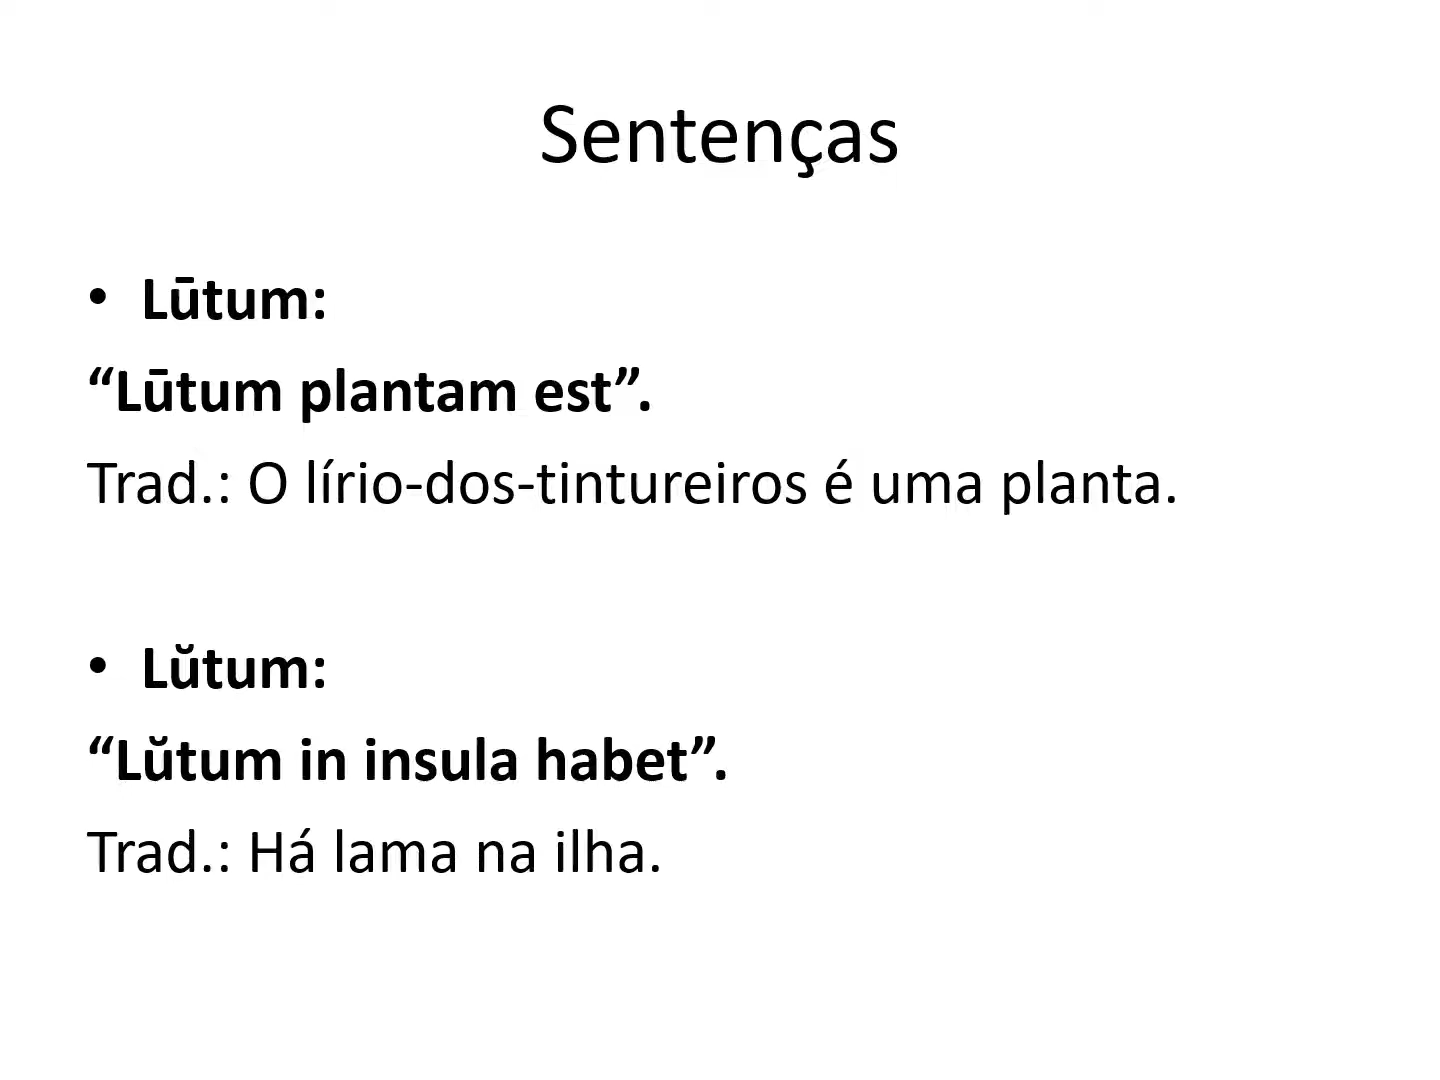 Sentenças
• Lūtum:
“Lūtum plantam est”.
Trad.: O lírio-dos-tintureiros é uma planta.
• Lŭtum:
“Lŭtum in insula habet”.
Trad.: Há lama na ilha.